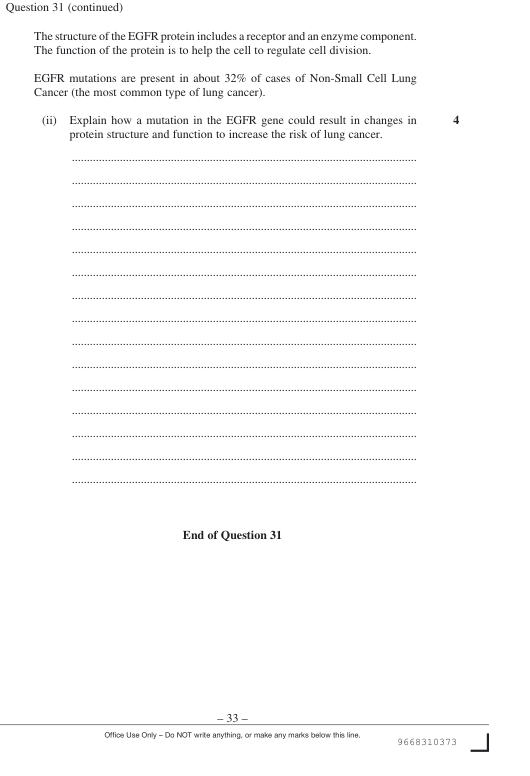 Question 31 (continued)
The structure of the EGFR protein includes a receptor and an enzyme component.
The function of the protein is to help the cell to regulate cell division.
EGFR mutations are present in about 32% of cases of Non-Small Cell Lung
Cancer (the most common type of lung cancer).
(ii) Explain how a mutation in the EGFR gene could result in changes in 4
protein structure and function to increase the risk of lung cancer.
End of Question 31
– 33 –
Office Use Only – Do NOT write anything, or make any marks below this line.
9668310373